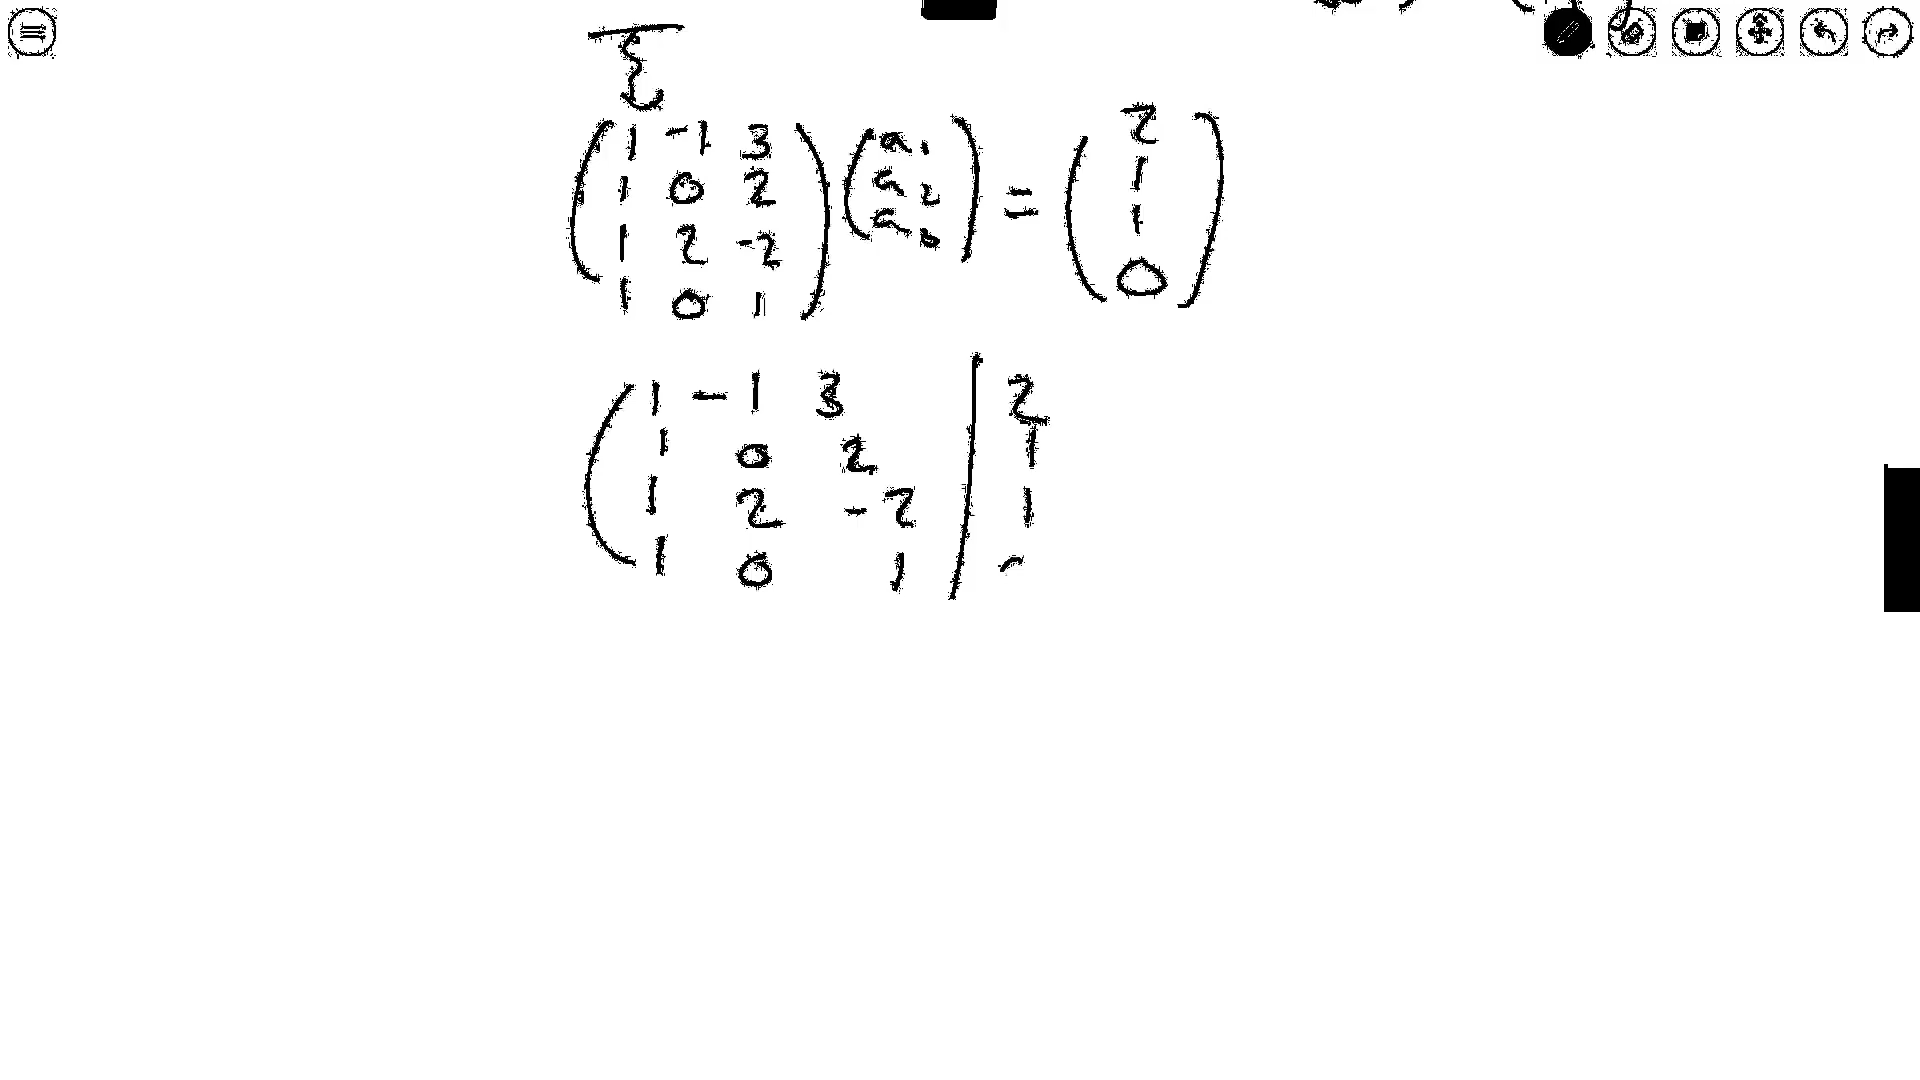 ( 1 -1 3 ) ( a1 ) = ( 2 )
1 0 2 a2 1
1 2 -2 a 1
1 0 1 0
( 1 -1 3 | 2
1 0 2 | 1
1 2 -2 | 1
1 0 1 |